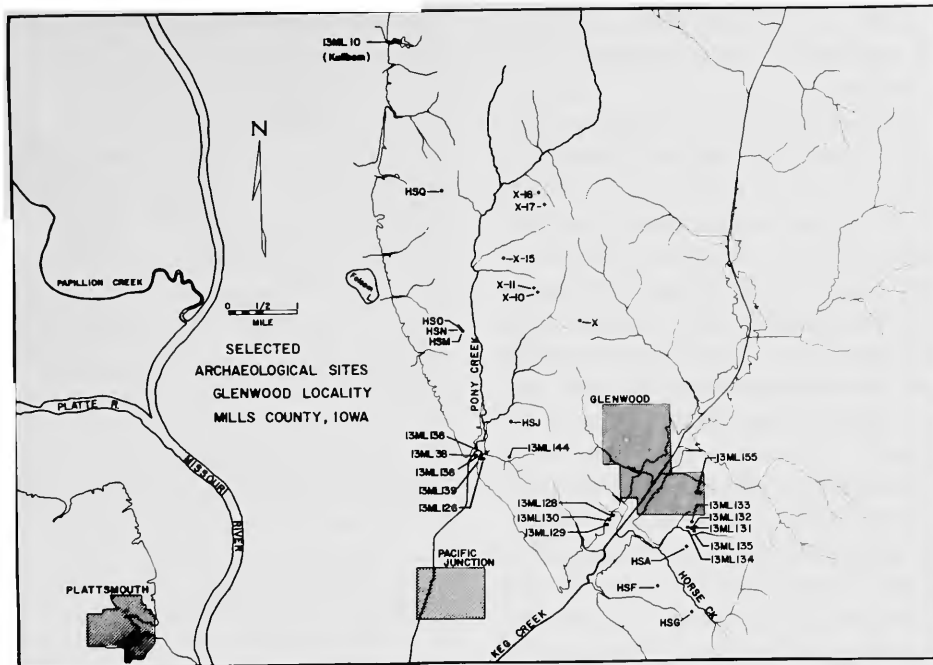 13ML 10
(Kullbom)
N
HSQ
X-16
X-17
PAPILLION CREEK
X-15
Folsom
L.
X-11
X-10
0 1/2 1
MILE
HSO
HSN
HSM
X
SELECTED
ARCHAEOLOGICAL SITES
GLENWOOD LOCALITY
MILLS COUNTY, IOWA
PONY CREEK
GLENWOOD
PLATTE R.
HSJ
13ML136
13ML38
13ML138
13ML139
13ML126
13ML144
13ML155
MISSOURI
RIVER
13ML128
13ML130
13ML129
13ML133
13ML132
13ML131
13ML135
13ML134
PACIFIC
JUNCTION
HSA
PLATTSMOUTH
HSF
HORSE CK.
HSG
KEG CREEK